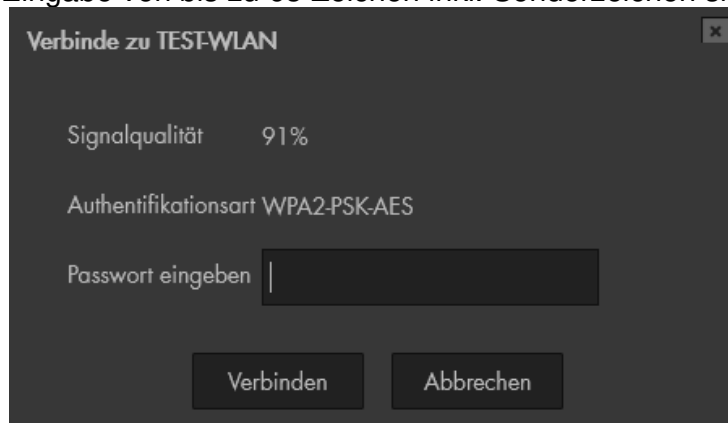 Verbinde zu TEST-WLAN
Signalqualität 91%
Authentifikationsart WPA2-PSK-AES
Passwort eingeben
Verbinden Abbrechen